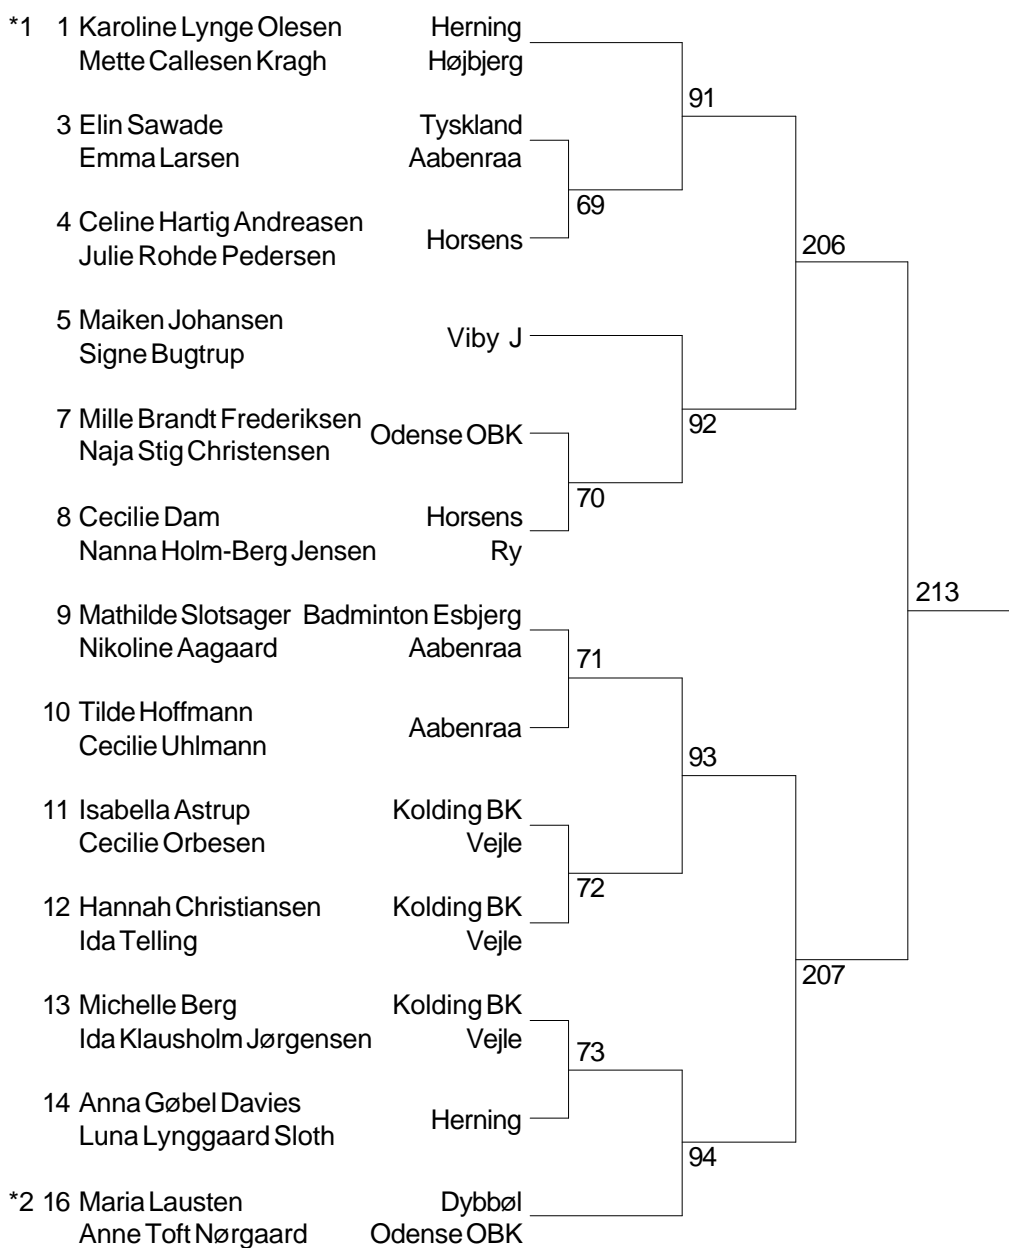 *1 1 Karoline Lynge Olesen Herning
Mette Callesen Kragh Højbjerg
91
3 Elin Sawade Tyskland
Emma Larsen Aabenraa
69
4 Celine Hartig Andreasen
Horsens
Julie Rohde Pedersen
206
5 Maiken Johansen
Viby J
Signe Bugtrup
7 Mille Brandt Frederiksen
Odense OBK
Naja Stig Christensen
92
70
8 Cecilie Dam Horsens
Nanna Holm-Berg Jensen Ry
213
9 Mathilde Slotsager Badminton Esbjerg
Nikoline Aagaard Aabenraa
71
10 Tilde Hoffmann
Aabenraa
Cecilie Uhlmann
93
11 Isabella Astrup Kolding BK
Cecilie Orbesen Vejle
72
12 Hannah Christiansen Kolding BK
Ida Telling Vejle
207
13 Michelle Berg Kolding BK
Ida Klausholm Jørgensen Vejle
73
14 Anna Gøbel Davies
Herning
Luna Lynggaard Sloth
94
*2 16 Maria Lausten Dybbøl
Anne Toft Nørgaard Odense OBK